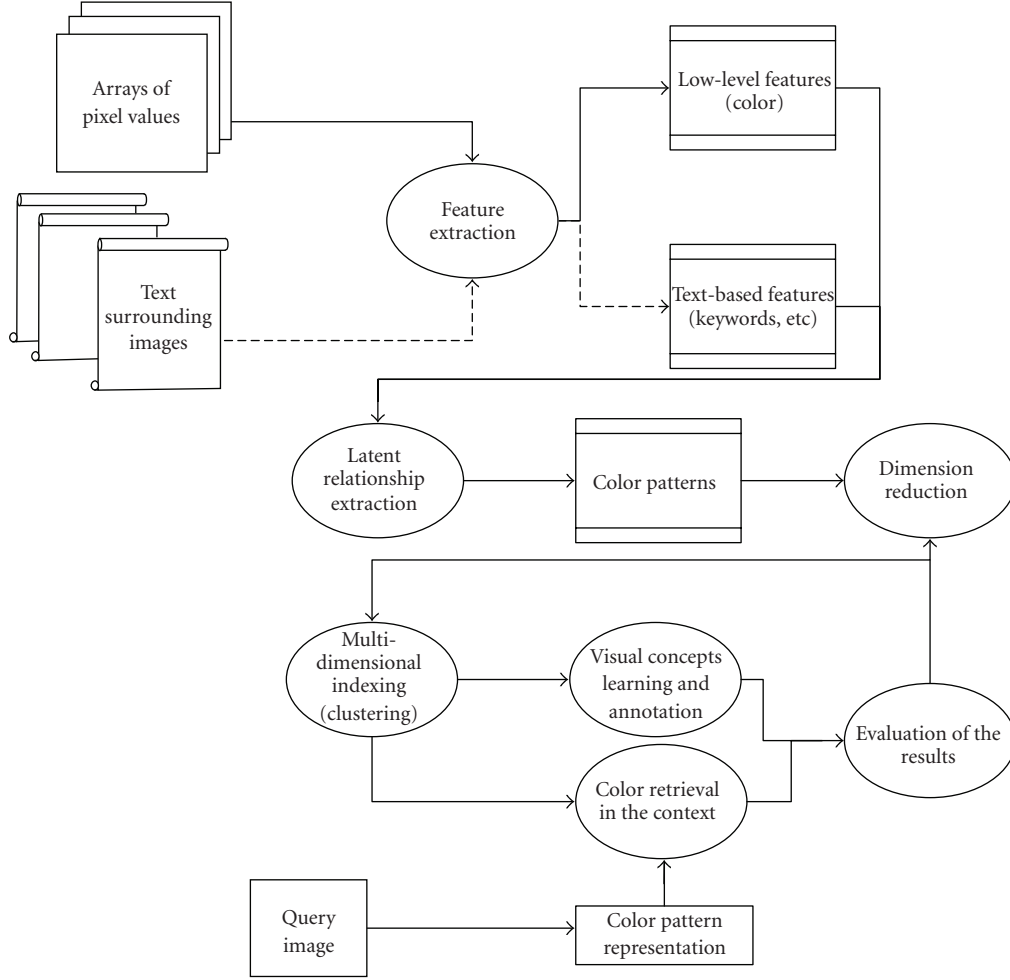 Arrays of
pixel values
Low-level features
(color)
Feature
extraction
Text
surrounding
images
Text-based features
(keywords, etc)
Latent
relationship
extraction
Color patterns
Dimension
reduction
Multi-
dimensional
indexing
(clustering)
Visual concepts
learning and
annotation
Evaluation of the
results
Color retrieval
in the context
Query
image
Color pattern
representation